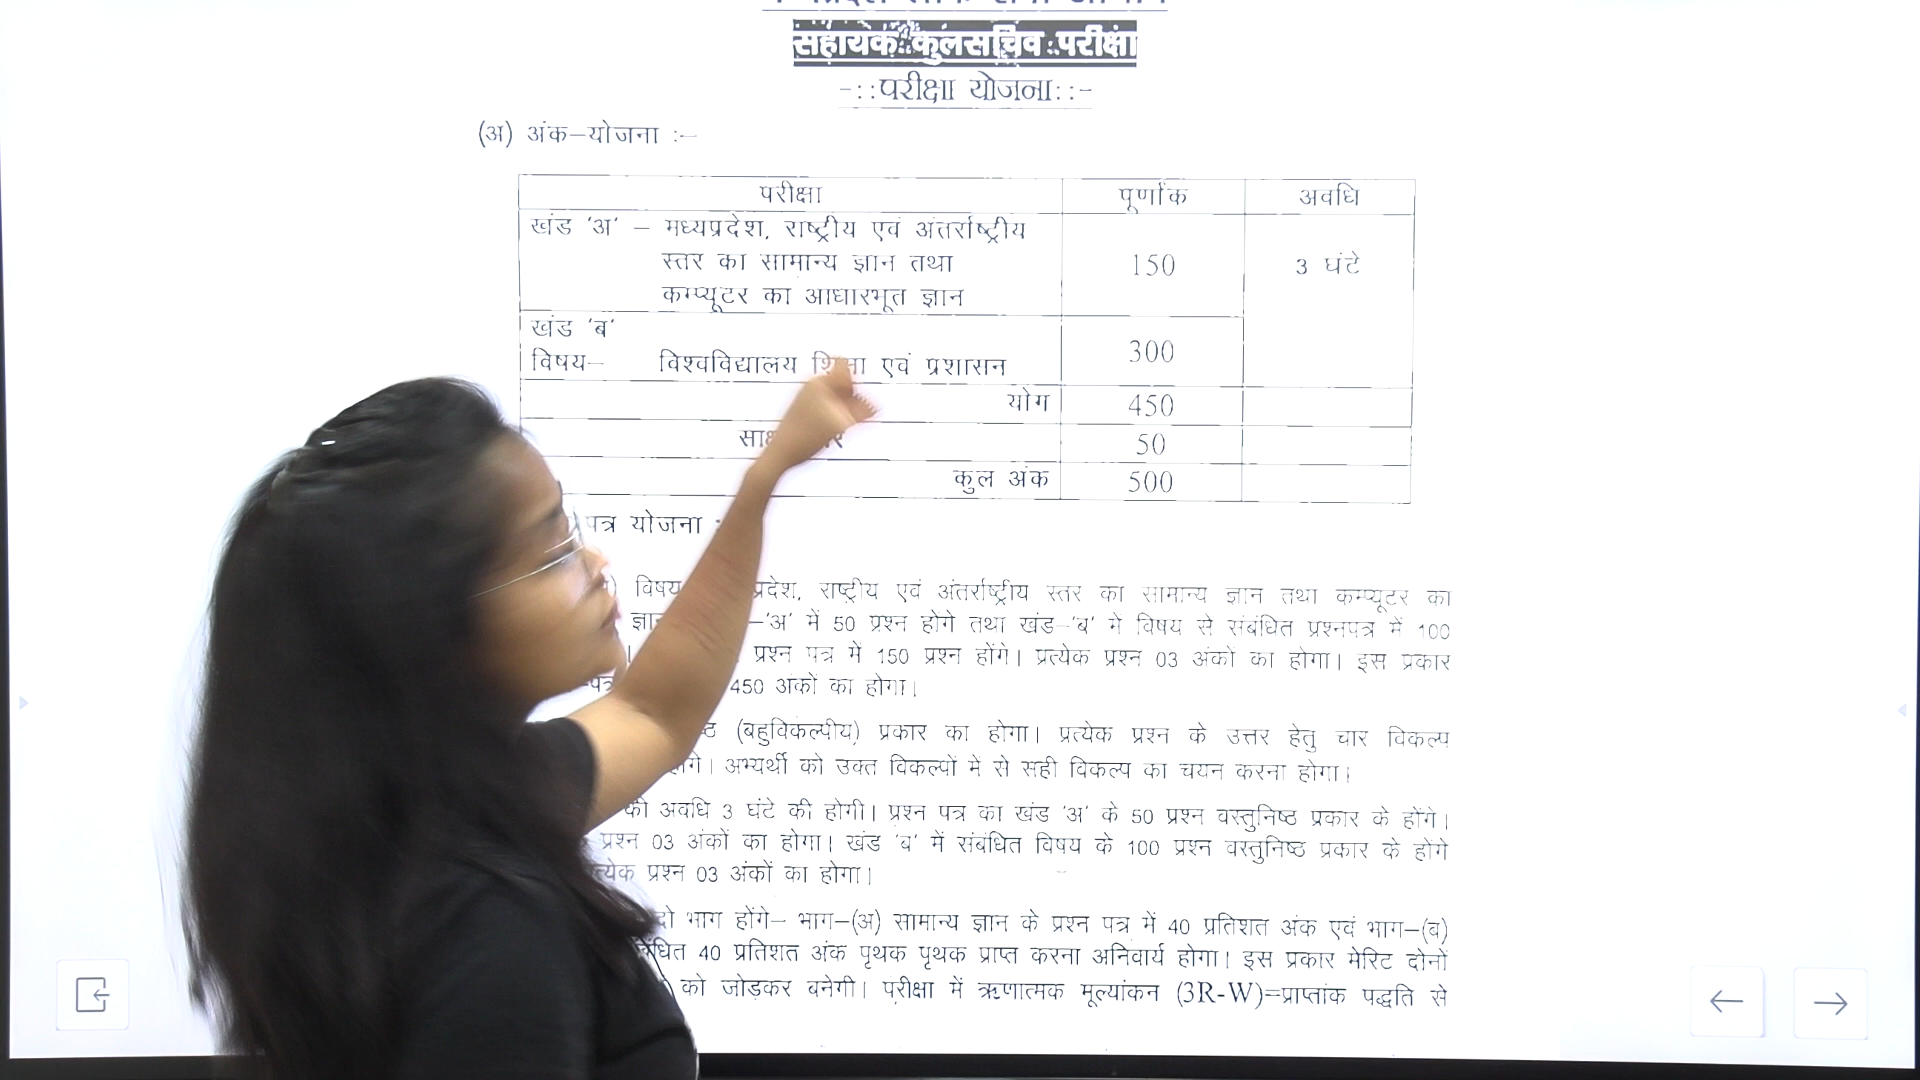 सहायक कुलसचिव परीक्षा
-::परीक्षा योजना::-
(अ) अंक–योजना :–
परीक्षा पूर्णांक अवधि
खंड 'अ' – मध्यप्रदेश, राष्ट्रीय एवं अंतर्राष्ट्रीय
स्तर का सामान्य ज्ञान तथा 150 3 घंटे
कम्प्यूटर का आधारभूत ज्ञान
खंड 'ब'
300
विषय– विश्वविद्यालय एवं प्रशासन
योग 450
50
कुल अंक 500
पत्र योजना :
विषय प्रदेश, राष्ट्रीय एवं अंतर्राष्ट्रीय स्तर का सामान्य ज्ञान तथा कम्प्यूटर का
–'अ' में 50 प्रश्न होंगे तथा खंड–'ब' में विषय से संबंधित प्रश्नपत्र में 100
प्रश्न पत्र में 150 प्रश्न होंगे। प्रत्येक प्रश्न 03 अंकों का होगा। इस प्रकार
450 अंकों का होगा।
(बहुविकल्पीय) प्रकार का होगा। प्रत्येक प्रश्न के उत्तर हेतु चार विकल्प
अभ्यर्थी को उक्त विकल्पों में से सही विकल्प का चयन करना होगा।
की अवधि 3 घंटे की होगी। प्रश्न पत्र का खंड 'अ' के 50 प्रश्न वस्तुनिष्ठ प्रकार के होंगे।
प्रश्न 03 अंकों का होगा। खंड 'ब' में संबंधित विषय के 100 प्रश्न वस्तुनिष्ठ प्रकार के होंगे
प्रश्न 03 अंकों का होगा।
दो भाग होंगे– भाग–(अ) सामान्य ज्ञान के प्रश्न पत्र में 40 प्रतिशत अंक एवं भाग–(ब)
40 प्रतिशत अंक पृथक पृथक प्राप्त करना अनिवार्य होगा। इस प्रकार मेरिट दोनों
को जोड़कर बनेगी। परीक्षा में ऋणात्मक मूल्यांकन (3R-W)=प्राप्तांक पद्धति से